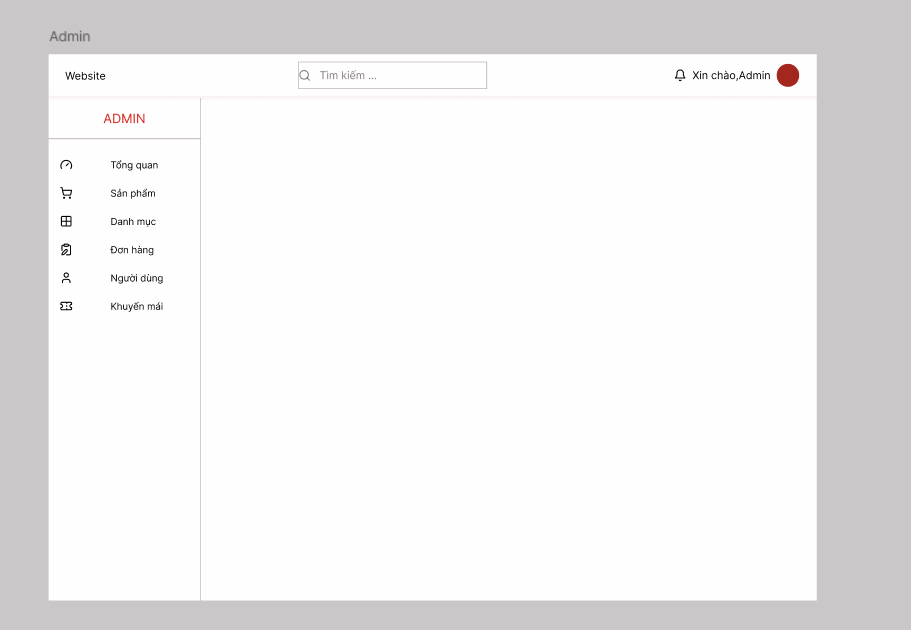 Admin
Website
Tìm kiếm ...
Xin chào,Admin
ADMIN
Tổng quan
Sản phẩm
Danh mục
Đơn hàng
Người dùng
Khuyến mái